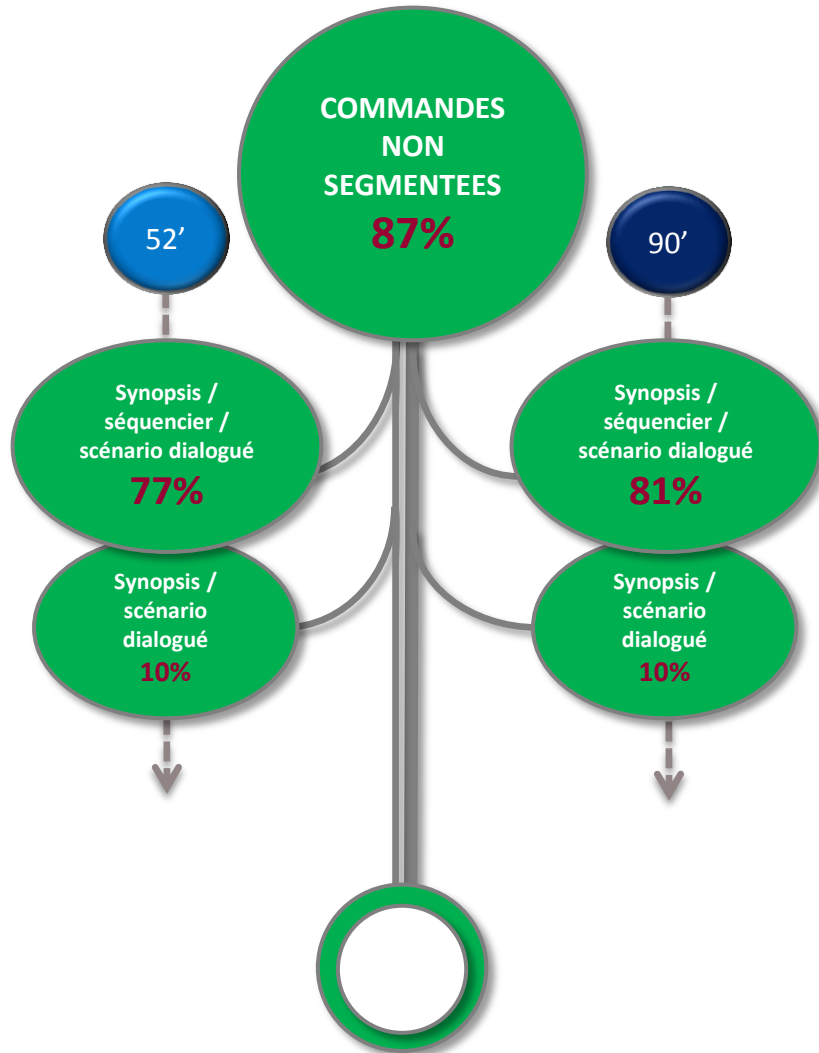 COMMANDES
NON
SEGMENTEES
87%
52’
90’
Synopsis /
séquencier /
scénario dialogué
77%
Synopsis /
séquencier /
scénario dialogué
81%
Synopsis /
scénario
dialogué
10%
Synopsis /
scénario
dialogué
10%